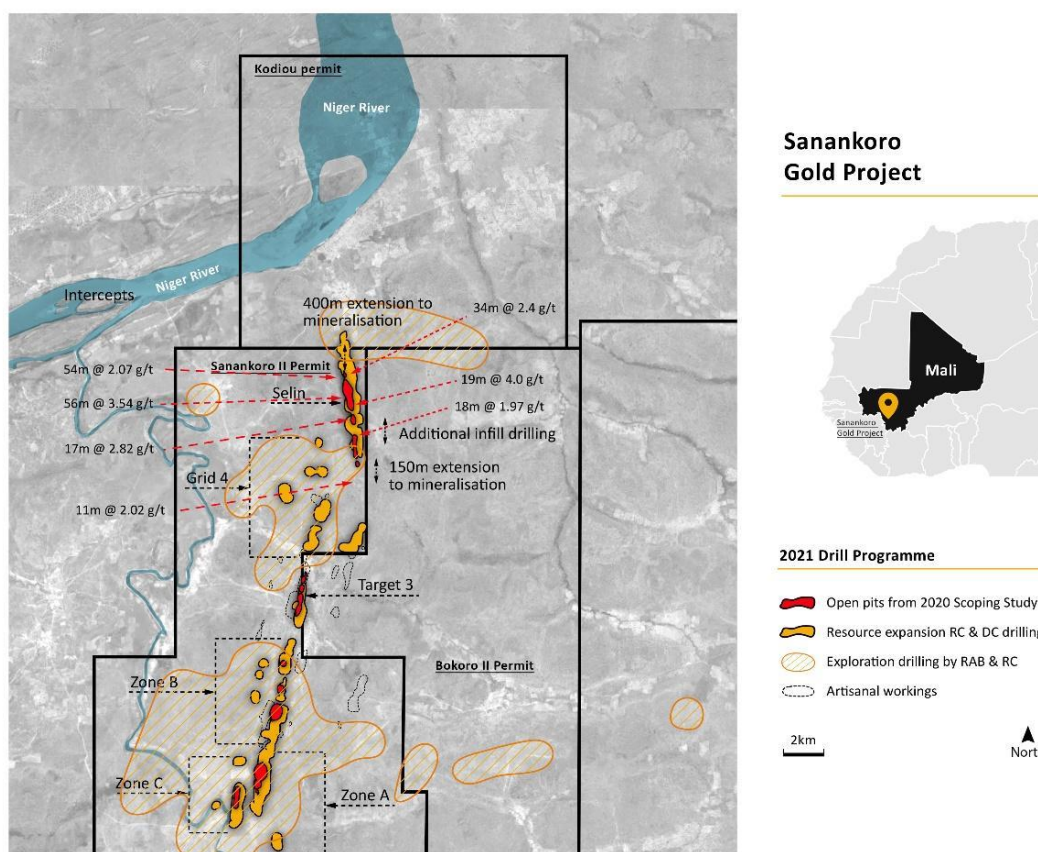 Kodiou permit
Niger River
Niger River
Intercepts
400m extension to
mineralisation
34m @ 2.4 g/t
54m @ 2.07 g/t
Sanankoro II Permit
19m @ 4.0 g/t
56m @ 3.54 g/t
Selin
18m @ 1.97 g/t
17m @ 2.82 g/t
Additional infill drilling
Grid 4
150m extension
to mineralisation
11m @ 2.02 g/t
Target 3
Bokoro II Permit
Zone B
Zone C
Zone A
Sanankoro
Gold Project
Mali
Sanankoro
Gold Project
2021 Drill Programme
Open pits from 2020 Scoping Study
Resource expansion RC & DC drilling
Exploration drilling by RAB & RC
Artisanal workings
2km
Nort